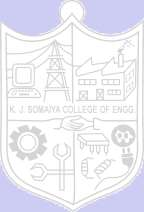 K. J. SOMAIYA COLLEGE OF ENGG.